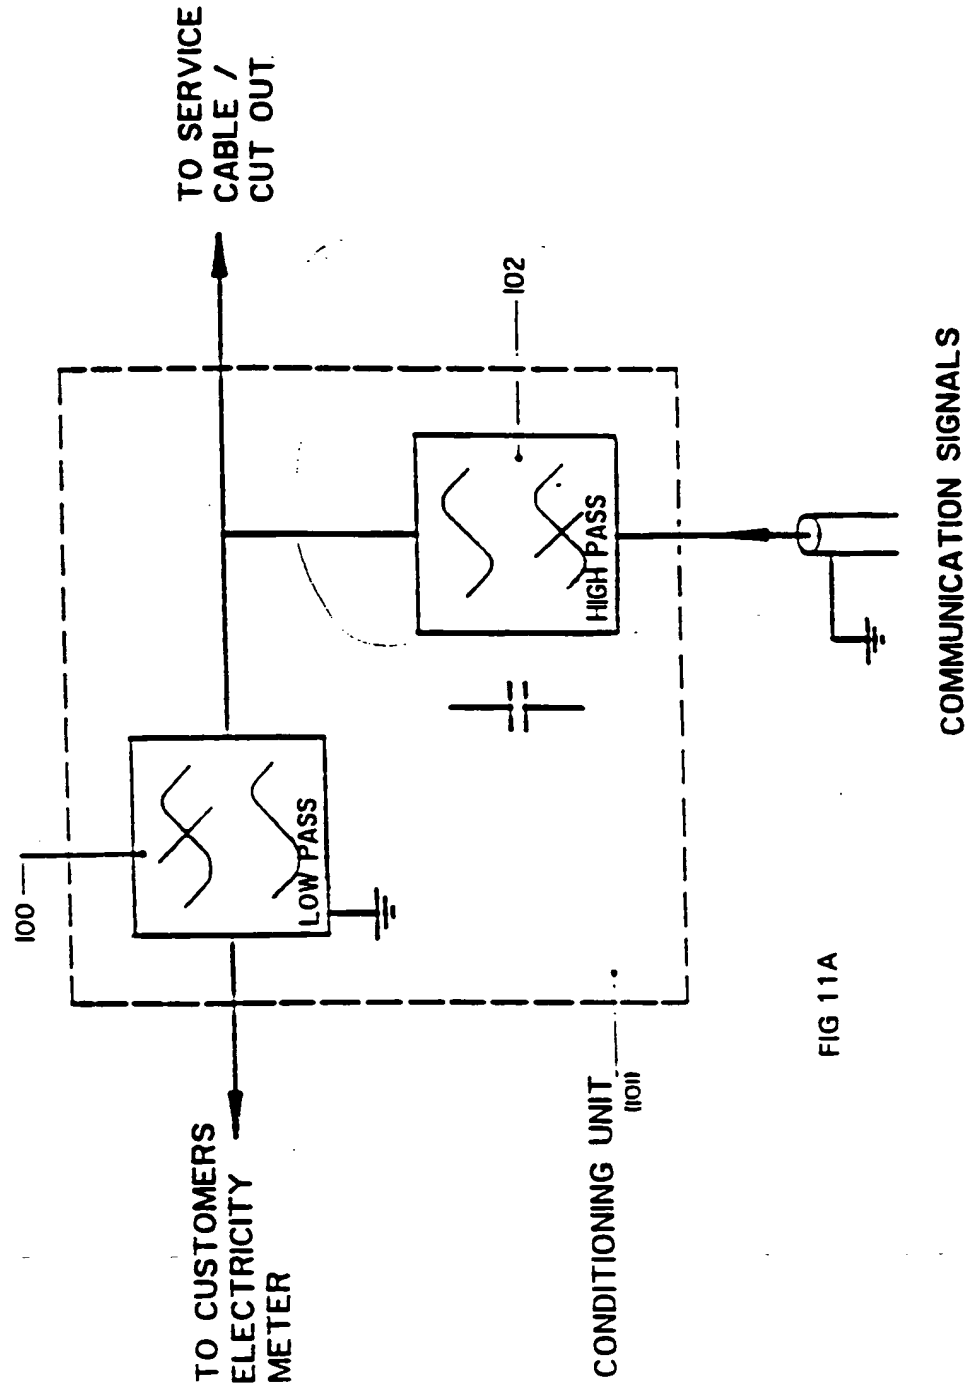 TO SERVICE
CABLE /
CUT OUT
100
102
LOW PASS
HIGH PASS
TO CUSTOMERS
ELECTRICITY
METER
CONDITIONING UNIT
(101)
COMMUNICATION SIGNALS
FIG 11A